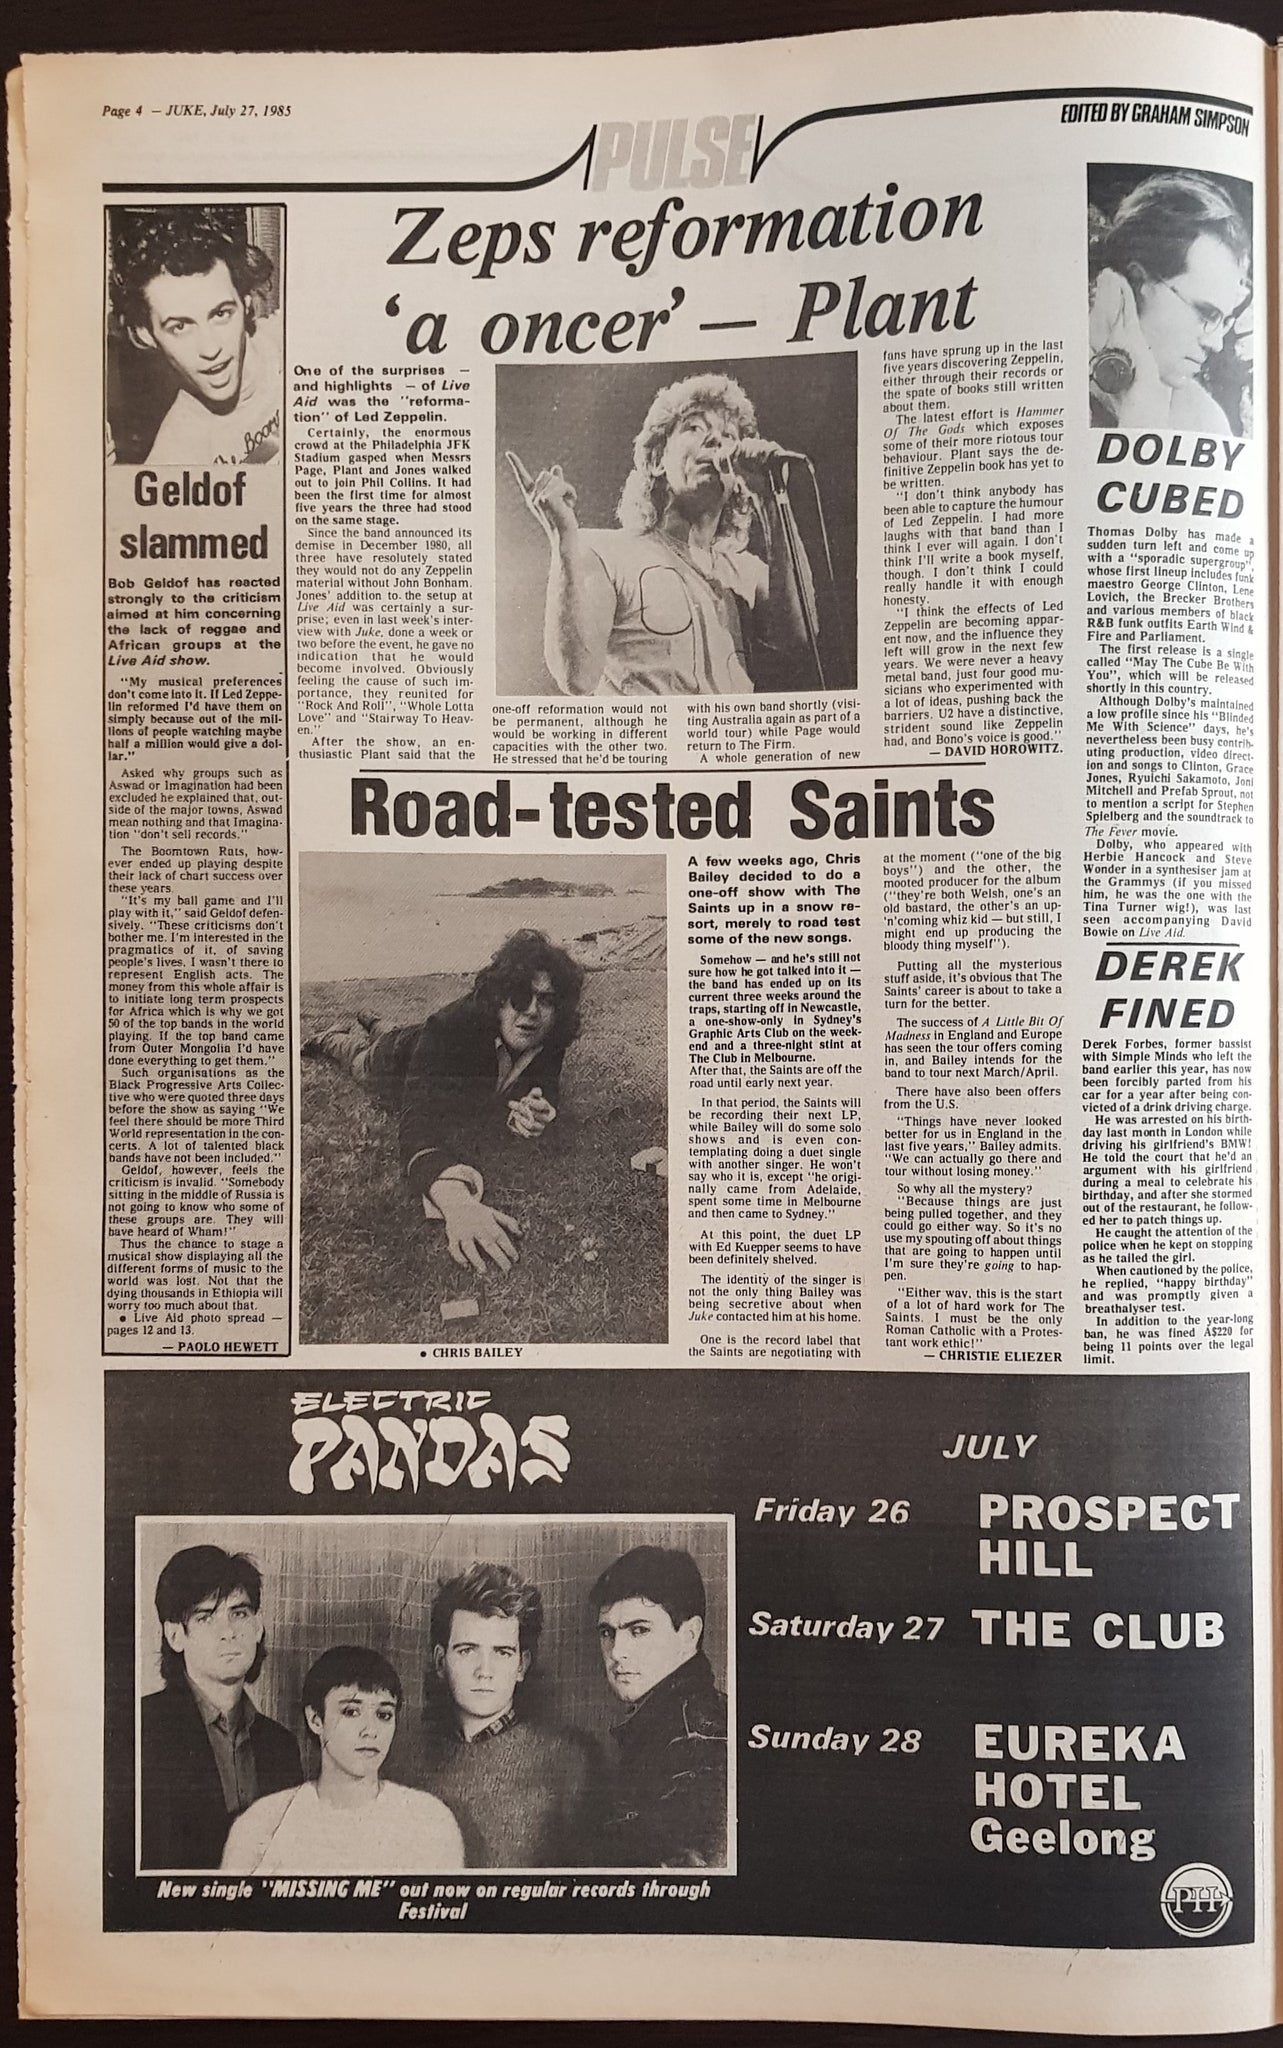 Page 4 — JUKE, July 27, 1985
PULSE
EDITED BY GRAHAM SIMPSON
Geldof
slammed
Bob Geldof has reacted
strongly to the criticism
aimed at him concerning
the lack of reggae and
African groups at the
Live Aid show.
"My musical preferences
don't come into it. If Led Zeppe-
lin reformed I'd have them on
simply because out of the mil-
lions of people watching maybe
half a million would give a dol-
lar."
Asked why groups such as
Aswad or Imagination had been
excluded he explained that, out-
side of the major towns, Aswad
mean nothing and that Imagina-
tion "don't sell records."
The Boomtown Rats, how-
ever ended up playing despite
their lack of chart success over
these years.
"It's my ball game and I'll
play with it," said Geldof defen-
sively. "These criticisms don't
bother me. I'm interested in the
pragmatics of it, of saving
people's lives. I wasn't there to
represent English acts. The
money from this whole affair is
to initiate long term prospects
for Africa which is why we got
50 of the top bands in the world
playing. If the top band came
from Outer Mongolia I'd have
done everything to get them."
Such organisations as the
Black Progressive Arts Collec-
tive who were quoted three days
before the show as saying "We
feel there should be more Third
World representation in the con-
certs. A lot of talented black
bands have not been included."
Geldof, however, feels the
criticism is invalid. "Somebody
sitting in the middle of Russia is
not going to know who some of
these groups are. They will
have heard of Wham!"
Thus the chance to stage a
musical show displaying all the
different forms of music to the
world was lost. Not that the
dying thousands in Ethiopia will
worry too much about that.
● Live Aid photo spread —
pages 12 and 13.
— PAOLO HEWETT
Zeps reformation
'a oncer' — Plant
One of the surprises —
and highlights — of Live
Aid was the "reforma-
tion" of Led Zeppelin.
Certainly, the enormous
crowd at the Philadelphia JFK
Stadium gasped when Messrs
Page, Plant and Jones walked
out to join Phil Collins. It had
been the first time for almost
five years the three had stood
on the same stage.
Since the band announced its
demise in December 1980, all
three have resolutely stated
they would not do any Zeppelin
material without John Bonham.
Jones' addition to the setup at
Live Aid was certainly a sur-
prise; even in last week's inter-
view with Juke, done a week or
two before the event, he gave no
indication that he would
become involved. Obviously
feeling the cause of such im-
portance, they reunited for
"Rock And Roll", "Whole Lotta
Love" and "Stairway To Heav-
en."
After the show, an en-
thusiastic Plant said that the
one-off reformation would not
be permanent, although he
would be working in different
capacities with the other two.
He stressed that he'd be touring
with his own band shortly (visi-
ting Australia again as part of a
world tour) while Page would
return to The Firm.
A whole generation of new
fans have sprung up in the last
five years discovering Zeppelin,
either through their records or
the spate of books still written
about them.
The latest effort is Hammer
Of The Gods which exposes
some of their more riotous tour
behaviour. Plant says the de-
finitive Zeppelin book has yet to
be written.
"I don't think anybody has
been able to capture the humour
of Led Zeppelin. I had more
laughs with that band than I
think I ever will again. I don't
think I'll write a book myself,
though. I don't think I could
really handle it with enough
honesty.
"I think the effects of Led
Zeppelin are becoming appar-
ent now, and the influence they
left will grow in the next few
years. We were never a heavy
metal band, just four good mu-
sicians who experimented with
a lot of ideas, pushing back the
barriers. U2 have a distinctive,
strident sound like Zeppelin
had, and Bono's voice is good."
— DAVID HOROWITZ.
Road-tested Saints
● CHRIS BAILEY
A few weeks ago, Chris
Bailey decided to do a
one-off show with The
Saints up in a snow re-
sort, merely to road test
some of the new songs.
Somehow — and he's still not
sure how he got talked into it —
the band has ended up on its
current three weeks around the
traps, starting off in Newcastle,
a one-show-only in Sydney's
Graphic Arts Club on the week-
end and a three-night stint at
The Club in Melbourne.
After that, the Saints are off the
road until early next year.
In that period, the Saints will
be recording their next LP,
while Bailey will do some solo
shows and is even con-
templating doing a duet single
with another singer. He won't
say who it is, except "he origi-
nally came from Adelaide,
spent some time in Melbourne
and then came to Sydney."
At this point, the duet LP
with Ed Kuepper seems to have
been definitely shelved.
The identity of the singer is
not the only thing Bailey was
being secretive about when
Juke contacted him at his home.
One is the record label that
the Saints are negotiating with
at the moment ("one of the big
boys") and the other, the
mooted producer for the album
("they're both Welsh, one's an
old bastard, the other's an up-
'n'coming whiz kid — but still, I
might end up producing the
bloody thing myself").
Putting all the mysterious
stuff aside, it's obvious that The
Saints' career is about to take a
turn for the better.
The success of A Little Bit Of
Madness in England and Europe
has seen the tour offers coming
in, and Bailey intends for the
band to tour next March/April.
There have also been offers
from the U.S.
"Things have never looked
better for us in England in the
last five years," Bailey admits.
"We can actually go there and
tour without losing money."
So why all the mystery?
"Because things are just
being pulled together, and they
could go either way. So it's no
use my spouting off about things
that are going to happen until
I'm sure they're going to hap-
pen.
"Either way, this is the start
of a lot of hard work for The
Saints. I must be the only
Roman Catholic with a Protes-
tant work ethic!"
— CHRISTIE ELIEZER
DOLBY
CUBED
Thomas Dolby has made a
sudden turn left and come up
with a "sporadic supergroup"
whose first lineup includes funk
maestro George Clinton, Lene
Lovich, the Brecker Brothers
and various members of black
R&B funk outfits Earth Wind &
Fire and Parliament.
The first release is a single
called "May The Cube Be With
You", which will be released
shortly in this country.
Although Dolby's maintained
a low profile since his "Blinded
Me With Science" days, he's
nevertheless been busy contrib-
uting production, video direct-
ion and songs to Clinton, Grace
Jones, Ryuichi Sakamoto, Joni
Mitchell and Prefab Sprout, not
to mention a script for Stephen
Spielberg and the soundtrack to
The Fever movie.
Dolby, who appeared with
Herbie Hancock and Steve
Wonder in a synthesiser jam at
the Grammys (if you missed
him, he was the one with the
Tina Turner wig!), was last
seen accompanying David
Bowie on Live Aid.
DEREK
FINED
Derek Forbes, former bassist
with Simple Minds who left the
band earlier this year, has now
been forcibly parted from his
car for a year after being con-
victed of a drink driving charge.
He was arrested on his birth-
day last month in London while
driving his girlfriend's BMW!
He told the court that he'd an
argument with his girlfriend
during a meal to celebrate his
birthday, and after she stormed
out of the restaurant, he follow-
ed her to patch things up.
He caught the attention of the
police when he kept on stopping
as he tailed the girl.
When cautioned by the police,
he replied, "happy birthday"
and was promptly given a
breathalyser test.
In addition to the year-long
ban, he was fined A$220 for
being 11 points over the legal
limit.
ELECTRIC
PANDAS
New single "MISSING ME" out now on regular records through
Festival
JULY
Friday 26 PROSPECT
HILL
Saturday 27 THE CLUB
Sunday 28 EUREKA
HOTEL
Geelong
PH